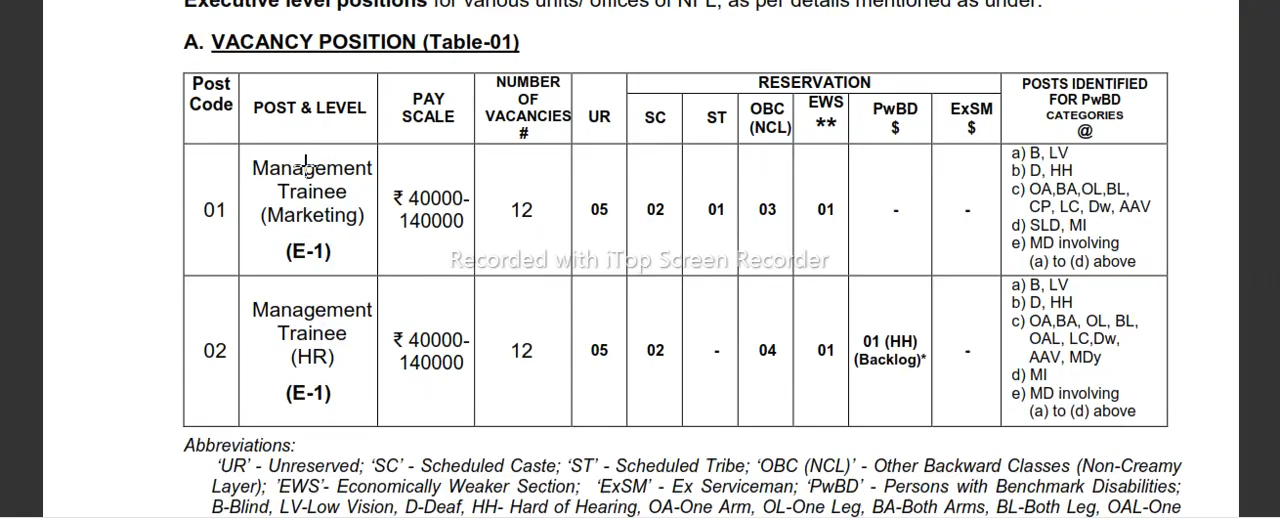 Executive level positions for various units/ offices of NFL, as per details mentioned as under:
A. VACANCY POSITION (Table-01)
Post Code | POST & LEVEL | PAY SCALE | NUMBER OF VACANCIES # | UR | RESERVATION | POSTS IDENTIFIED FOR PwBD CATEGORIES @
SC | ST | OBC (NCL) | EWS ** | PwBD $ | ExSM $
01 | Management Trainee (Marketing) (E-1) | ₹ 40000-140000 | 12 | 05 | 02 | 01 | 03 | 01 | - | -
a) B, LV
b) D, HH
c) OA,BA,OL,BL,
CP, LC, Dw, AAV
d) SLD, MI
e) MD involving
(a) to (d) above
Recorded with iTop Screen Recorder
02 | Management Trainee (HR) (E-1) | ₹ 40000-140000 | 12 | 05 | 02 | - | 04 | 01 | 01 (HH) (Backlog)* | -
a) B, LV
b) D, HH
c) OA,BA, OL, BL,
OAL, LC,Dw,
AAV, MDy
d) MI
e) MD involving
(a) to (d) above
Abbreviations:
‘UR’ - Unreserved; ‘SC’ - Scheduled Caste; ‘ST’ - Scheduled Tribe; ‘OBC (NCL)’ - Other Backward Classes (Non-Creamy
Layer); ’EWS’- Economically Weaker Section; ‘ExSM’ - Ex Serviceman; ‘PwBD’ - Persons with Benchmark Disabilities;
B-Blind, LV-Low Vision, D-Deaf, HH- Hard of Hearing, OA-One Arm, OL-One Leg, BA-Both Arms, BL-Both Leg, OAL-One